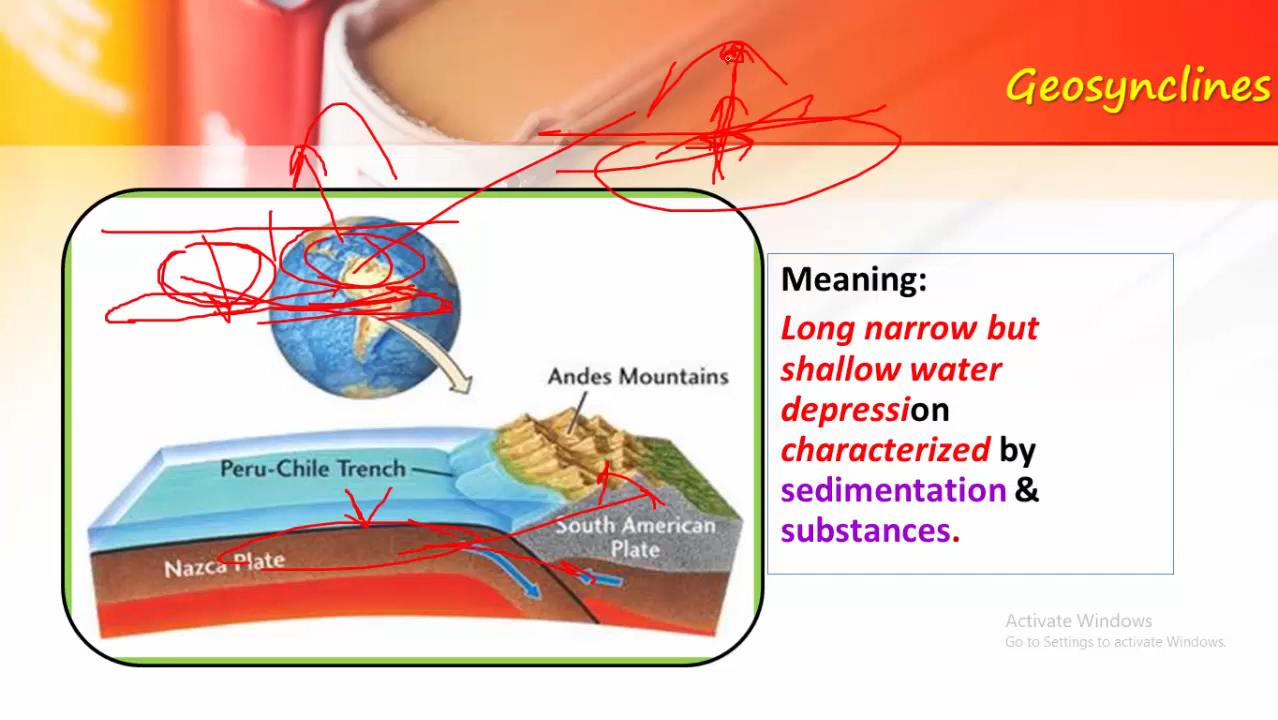 Geosynclines
Andes Mountains
Peru-Chile Trench
South American
Plate
Nazca Plate
Meaning:
Long narrow but
shallow water
depression
characterized by
sedimentation &
substances.
Activate Windows
Go to Settings to activate Windows.